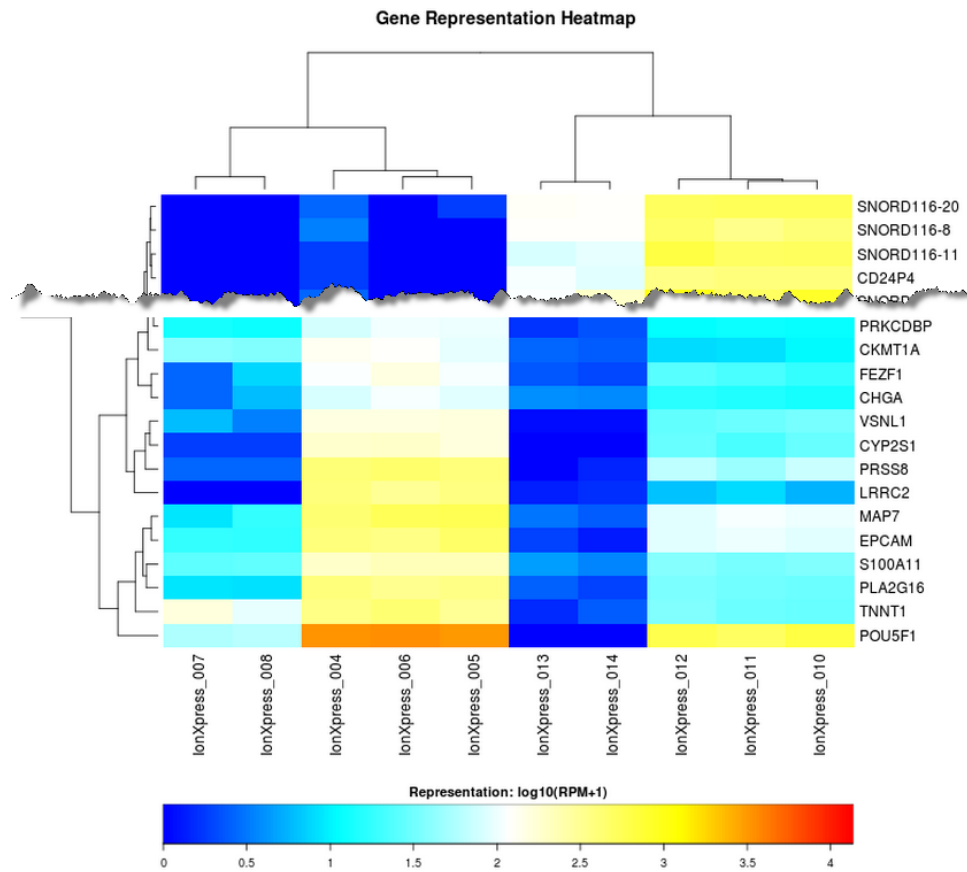 Gene Representation Heatmap
SNORD116-20
SNORD116-8
SNORD116-11
CD24P4
PRKCDBP
CKMT1A
FEZF1
CHGA
VSNL1
CYP2S1
PRSS8
LRRC2
MAP7
EPCAM
S100A11
PLA2G16
TNNT1
POU5F1
IonXpress_007
IonXpress_008
IonXpress_004
IonXpress_006
IonXpress_005
IonXpress_013
IonXpress_014
IonXpress_012
IonXpress_011
IonXpress_010
Representation: log10(RPM+1)
0 0.5 1 1.5 2 2.5 3 3.5 4